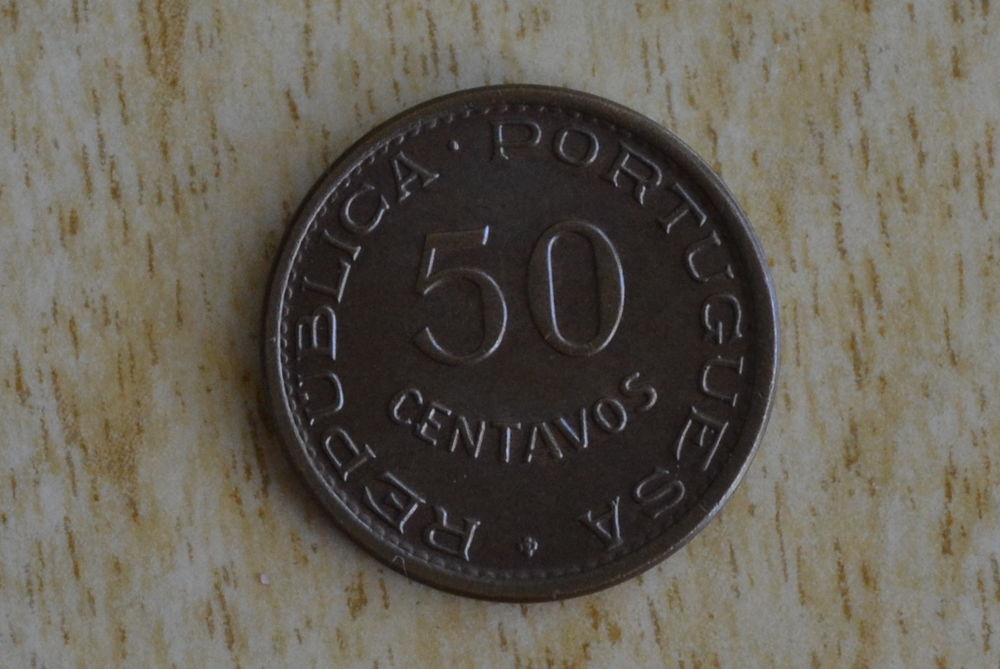 REPUBLICA · PORTUGUESA
50
CENTAVOS